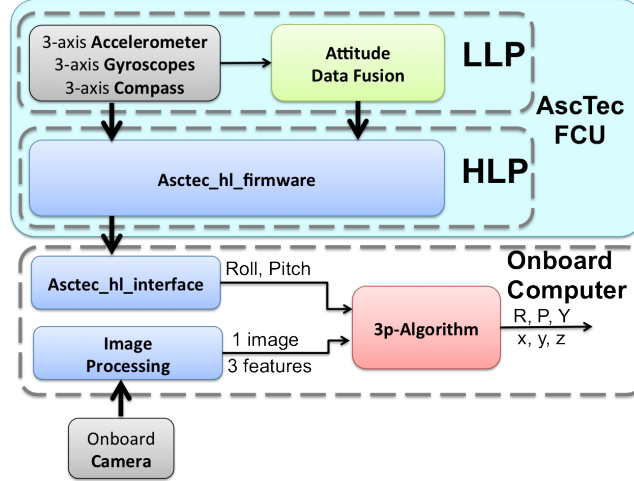 3-axis Accelerometer
3-axis Gyroscopes
3-axis Compass
Attitude
Data Fusion
LLP
AscTec
FCU
Asctec_hl_firmware
HLP
Asctec_hl_interface
Roll, Pitch
Onboard
Computer
Image
Processing
1 image
3 features
3p-Algorithm
R, P, Y
x, y, z
Onboard
Camera